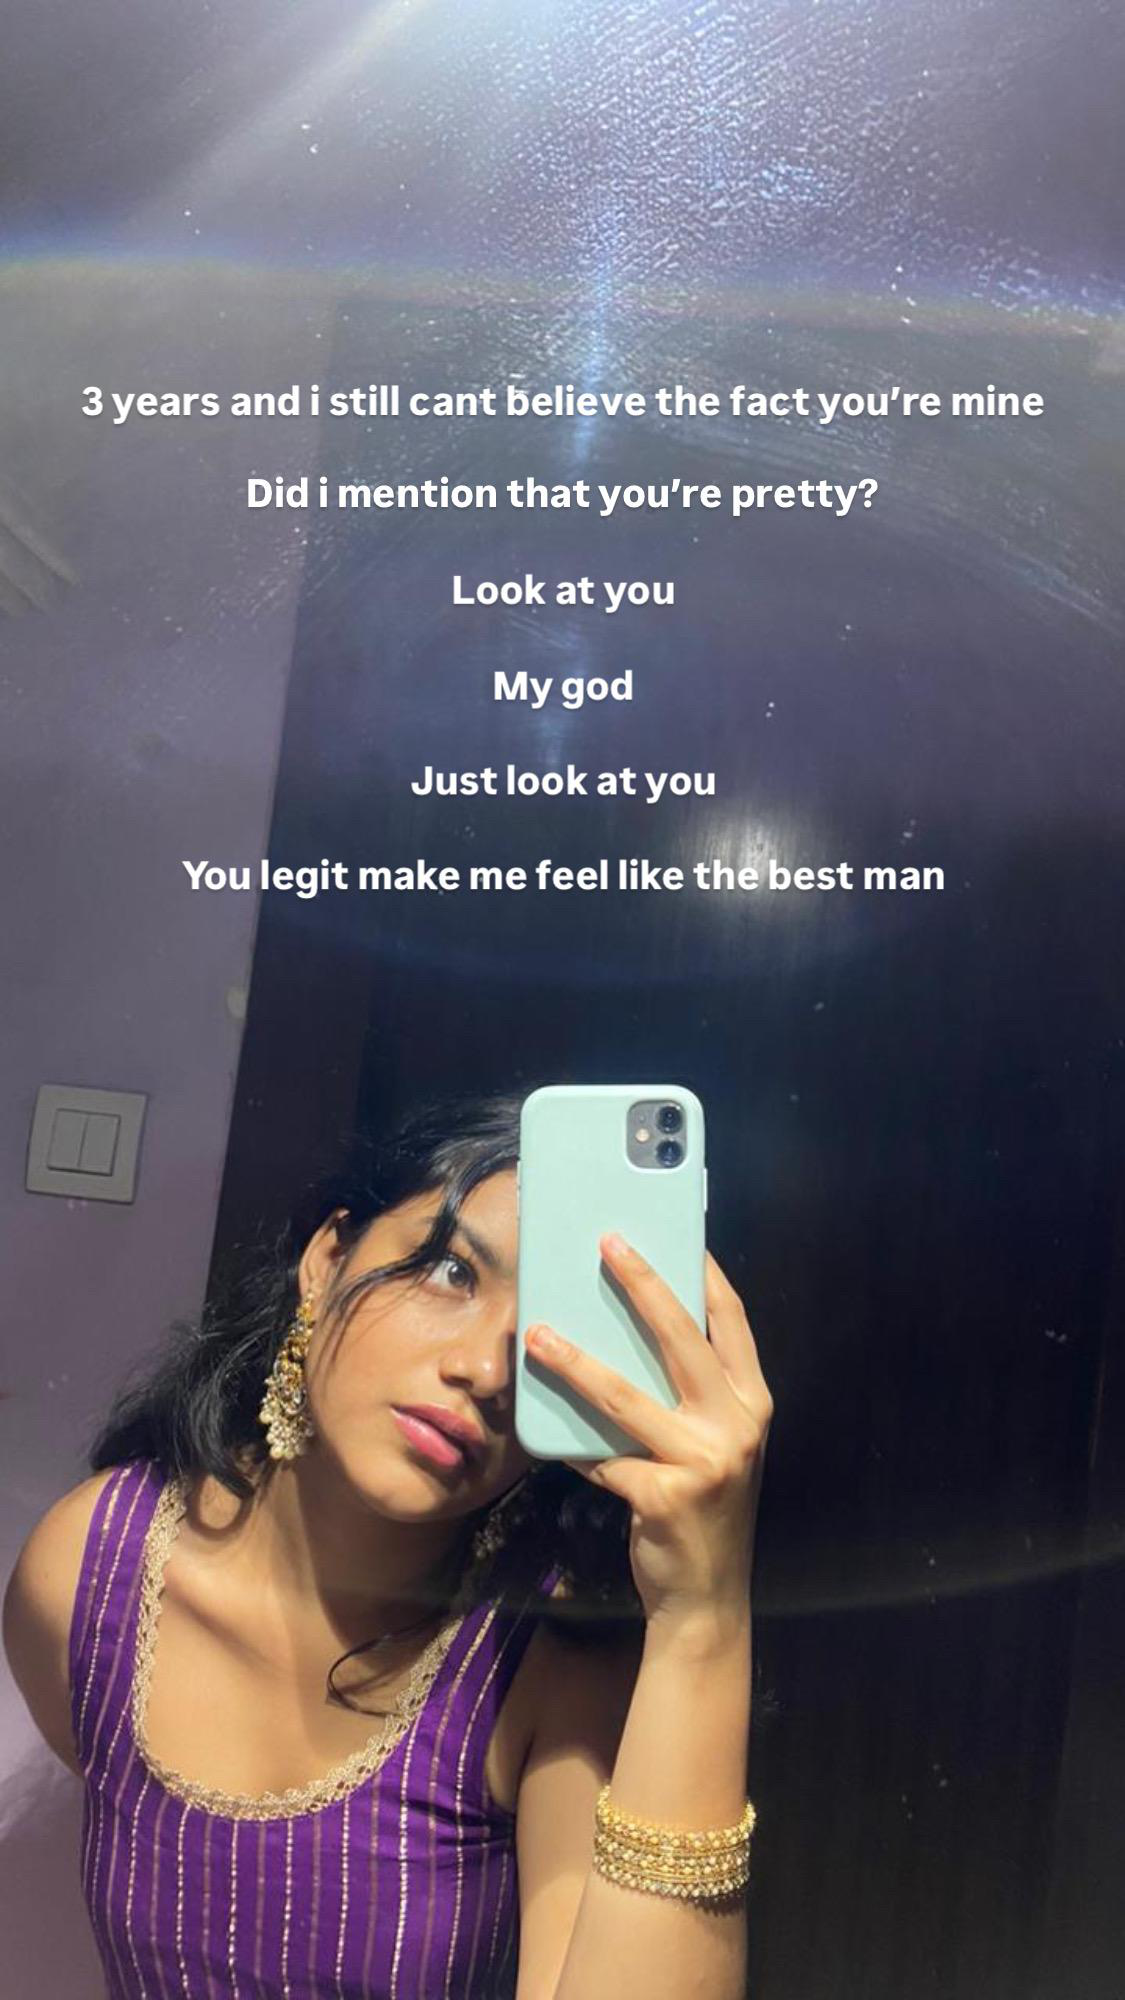 3 years and i still cant believe the fact you’re mine
Did i mention that you’re pretty?
Look at you
My god
Just look at you
You legit make me feel like the best man